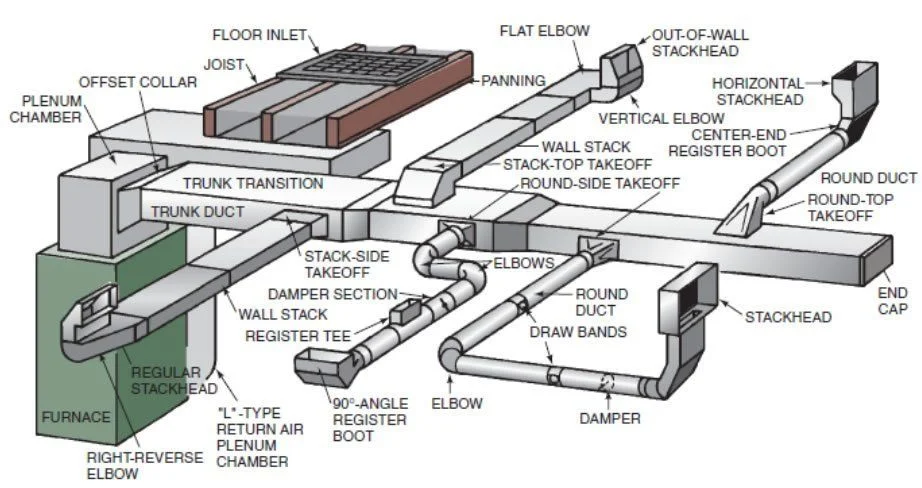 FLOOR INLET
JOIST
OFFSET COLLAR
PLENUM
CHAMBER
FLAT ELBOW
OUT-OF-WALL
STACKHEAD
PANNING
HORIZONTAL
STACKHEAD
VERTICAL ELBOW
CENTER-END
REGISTER BOOT
WALL STACK
STACK-TOP TAKEOFF
ROUND-SIDE TAKEOFF
ROUND DUCT
ROUND-TOP
TAKEOFF
TRUNK TRANSITION
TRUNK DUCT
STACK-SIDE
TAKEOFF
ELBOWS
DAMPER SECTION
WALL STACK
REGISTER TEE
ROUND
DUCT
DRAW BANDS
END
CAP
STACKHEAD
REGULAR
STACKHEAD
FURNACE
"L"-TYPE
RETURN AIR
PLENUM
CHAMBER
90°-ANGLE
REGISTER
BOOT
ELBOW
DAMPER
RIGHT-REVERSE
ELBOW